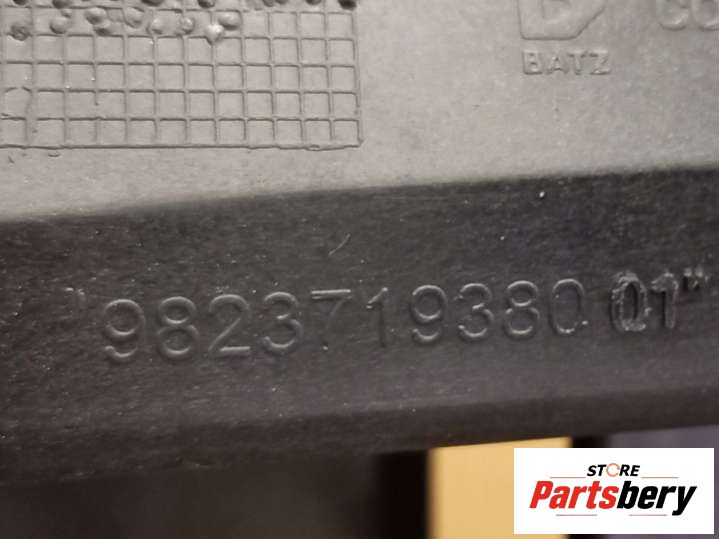 BATZ
"9823719380 01"
STORE
Partsbery